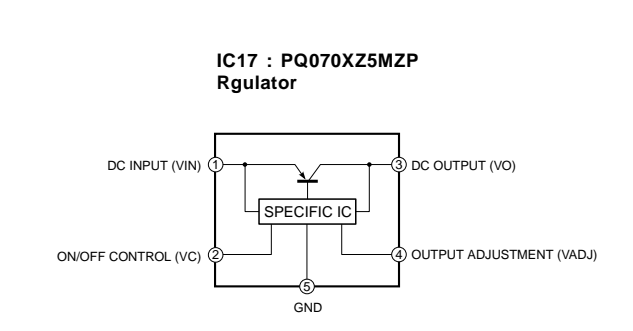 IC17 : PQ070XZ5MZP
Rgulator
DC INPUT (VIN) 1
3 DC OUTPUT (VO)
SPECIFIC IC
ON/OFF CONTROL (VC) 2
4 OUTPUT ADJUSTMENT (VADJ)
5
GND